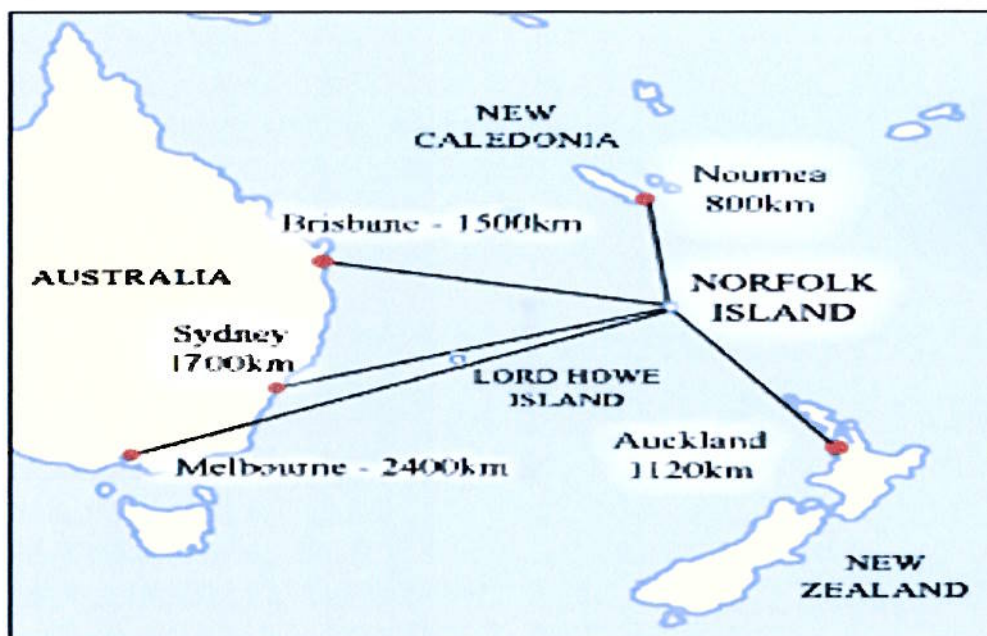 NEW
CALEDONIA
Noumea
800km
Brisbane - 1500km
AUSTRALIA
NORFOLK
ISLAND
Sydney
1700km
LORD HOWE
ISLAND
Auckland
1120km
Melbourne - 2400km
NEW
ZEALAND